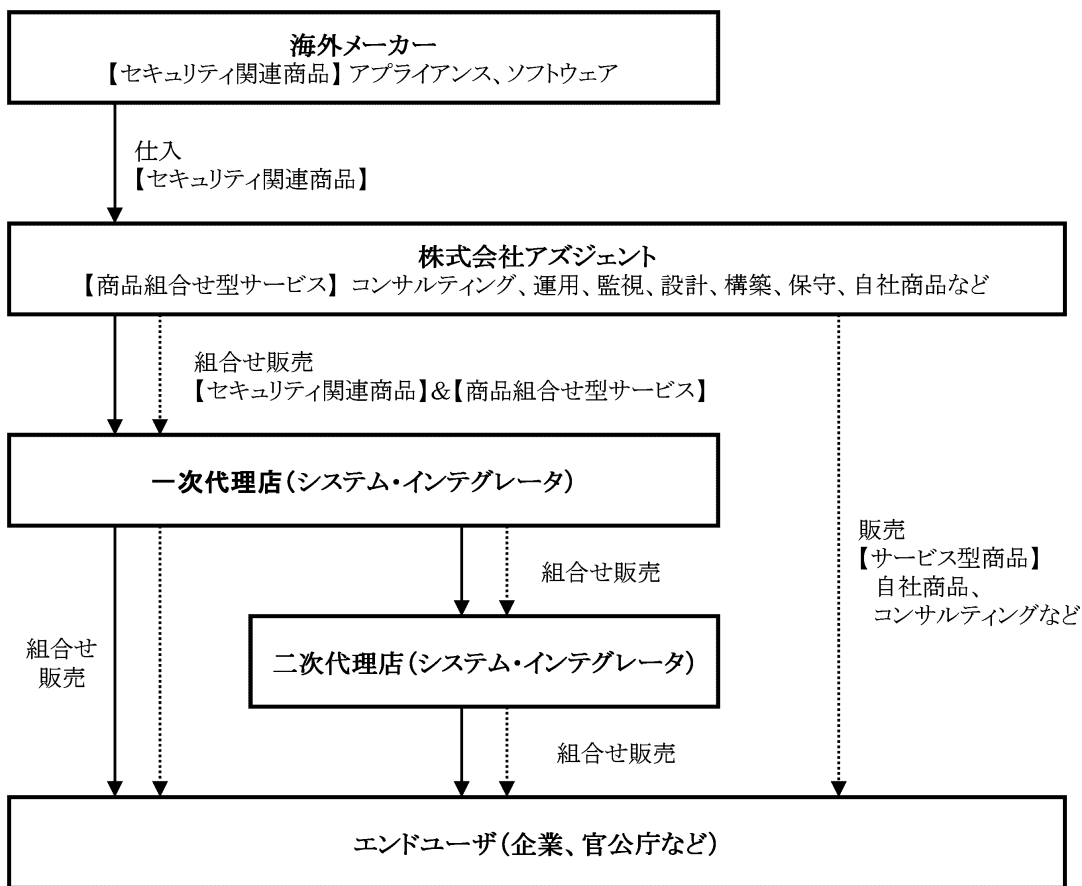 海外メーカー
【セキュリティ関連商品】アプライアンス、ソフトウェア
仕入
【セキュリティ関連商品】
株式会社アズジェント
【商品組合せ型サービス】 コンサルティング、運用、監視、設計、構築、保守、自社商品など
組合せ販売
【セキュリティ関連商品】&【商品組合せ型サービス】
一次代理店(システム・インテグレータ)
販売
【サービス型商品】
自社商品、
コンサルティングなど
組合せ販売
組合せ
販売
二次代理店(システム・インテグレータ)
組合せ販売
エンドユーザ(企業、官公庁など)